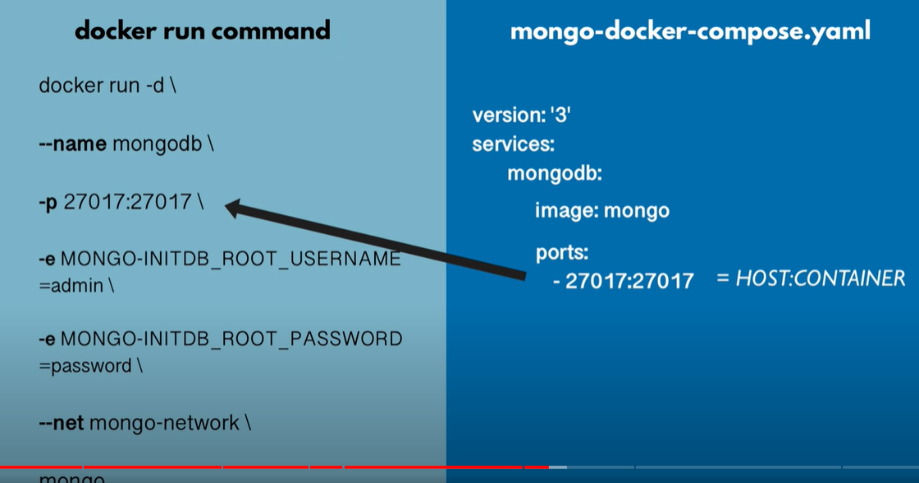 docker run command
docker run -d \
--name mongodb \
-p 27017:27017 \
-e MONGO-INITDB_ROOT_USERNAME
=admin \
-e MONGO-INITDB_ROOT_PASSWORD
=password \
--net mongo-network \
mongo
mongo-docker-compose.yaml
version: '3'
services:
mongodb:
image: mongo
ports:
- 27017:27017 = HOST:CONTAINER